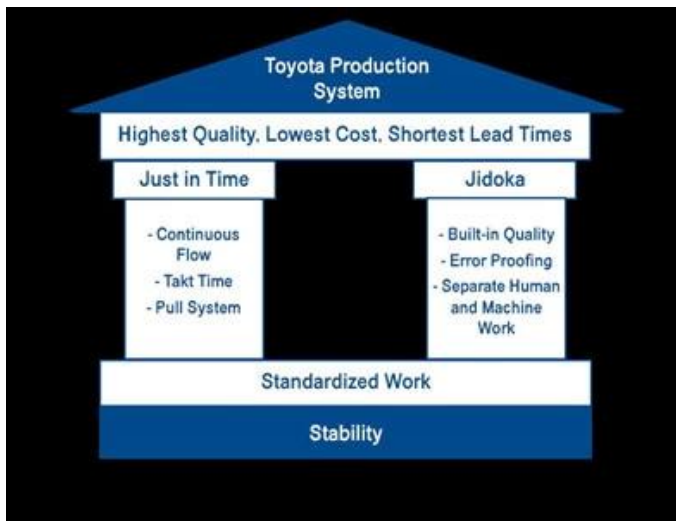 Toyota Production
System
Highest Quality, Lowest Cost, Shortest Lead Times
Just in Time
- Continuous
Flow
- Takt Time
- Pull System
Jidoka
- Built-in Quality
- Error Proofing
- Separate Human
and Machine
Work
Standardized Work
Stability